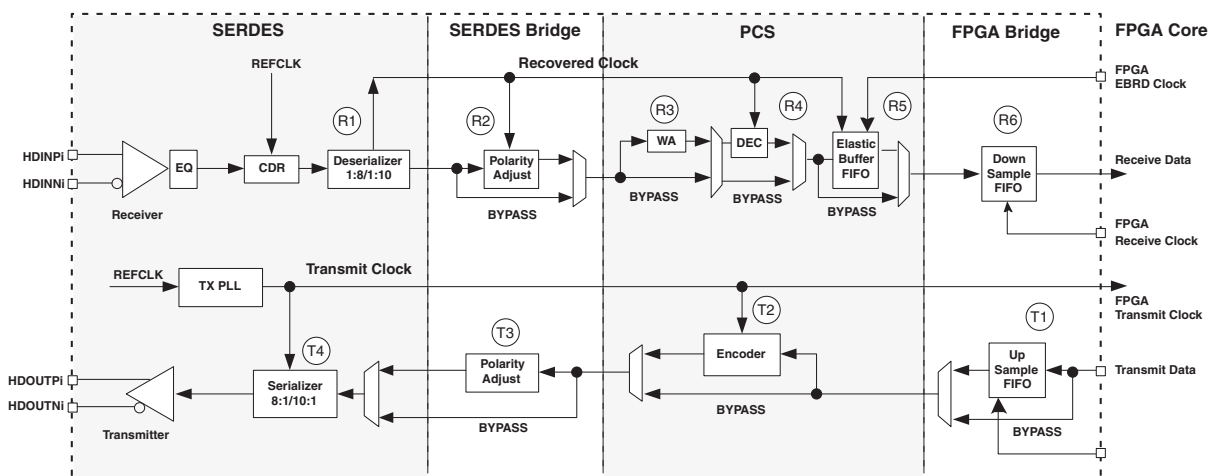 SERDES
SERDES Bridge
PCS
FPGA Bridge
FPGA Core
REFCLK
Recovered Clock
FPGA
EBRD Clock
R1
R2
R3
R4
R5
R6
HDINPi
HDINNi
EQ
CDR
Deserializer
1:8/1:10
Polarity
Adjust
WA
DEC
Elastic
Buffer
FIFO
Down
Sample
FIFO
Receive Data
Receiver
BYPASS
BYPASS
BYPASS
BYPASS
FPGA
Receive Clock
REFCLK
TX PLL
Transmit Clock
FPGA
Transmit Clock
T4
T3
T2
T1
HDOUTPi
HDOUTNi
Transmitter
Serializer
8:1/10:1
Polarity
Adjust
Encoder
Up
Sample
FIFO
Transmit Data
BYPASS
BYPASS
BYPASS